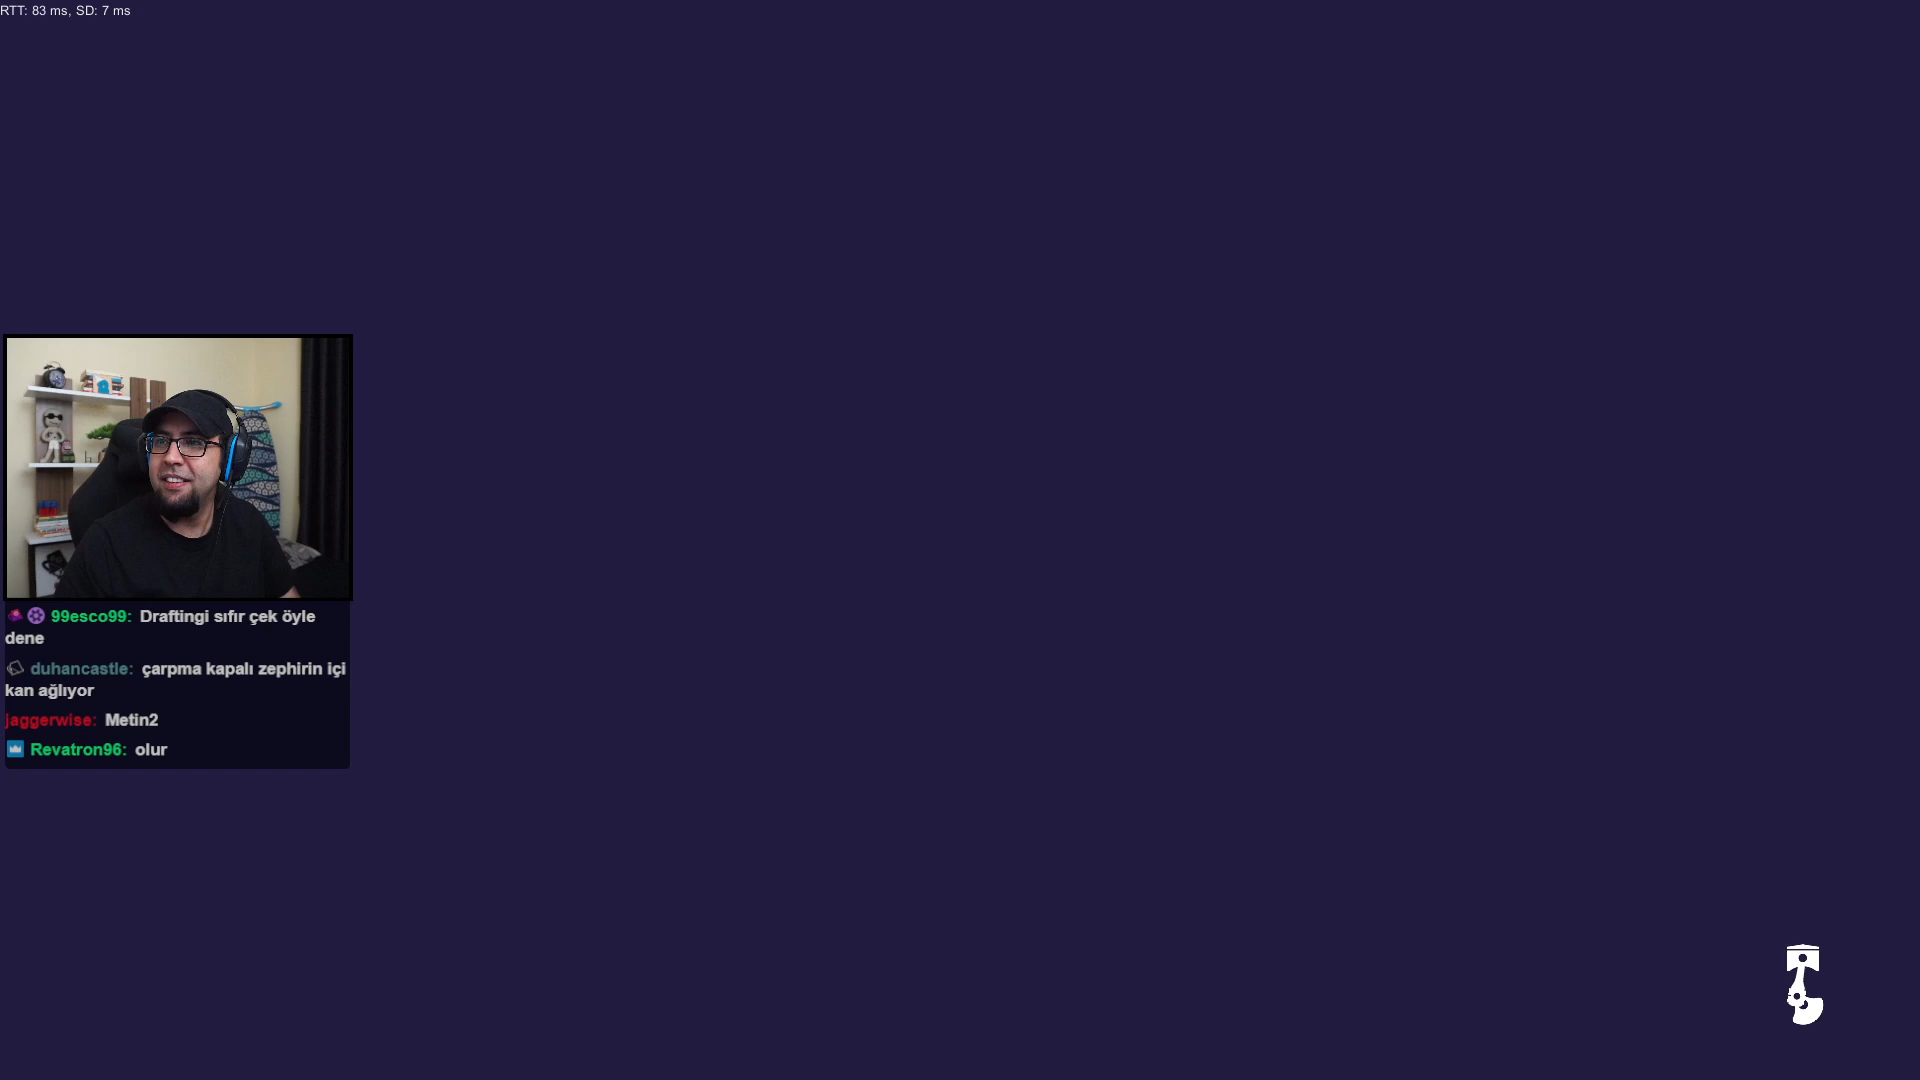 RTT: 83 ms, SD: 7 ms
99esco99: Draftingi sıfır çek öyle
dene
duhancastle: çarpma kapalı zephirin içi
kan ağlıyor
jaggerwise: Metin2
Revatron96: olur